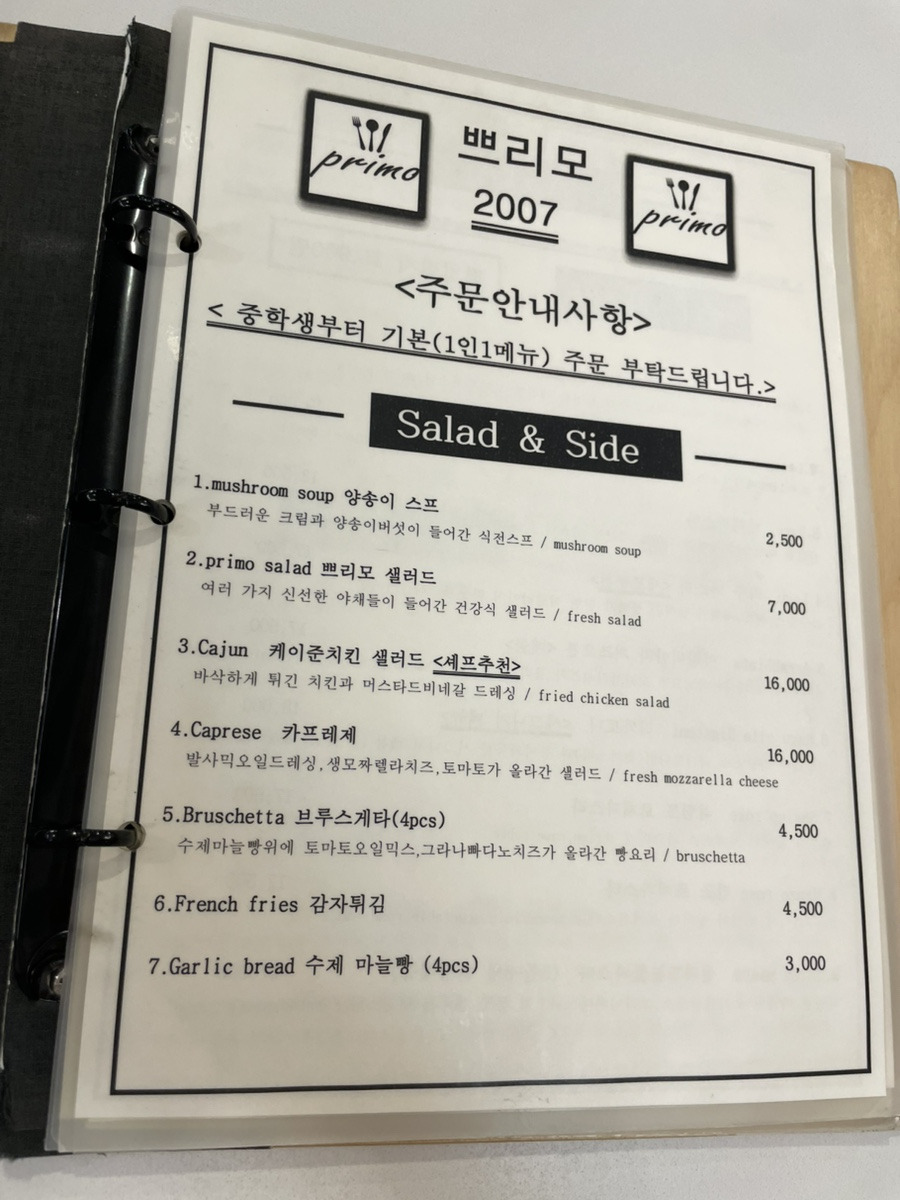 primo
쁘리모
2007
primo
<주문안내사항>
< 중학생부터 기본(1인1메뉴) 주문 부탁드립니다.>
Salad & Side
1.mushroom soup 양송이 스프
부드러운 크림과 양송이버섯이 들어간 식전스프 / mushroom soup 2,500
2.primo salad 쁘리모 샐러드
여러 가지 신선한 야채들이 들어간 건강식 샐러드 / fresh salad 7,000
3.Cajun 케이준치킨 샐러드 <셰프추천>
바삭하게 튀긴 치킨과 머스타드비네갈 드레싱 / fried chicken salad 16,000
4.Caprese 카프레제 16,000
발사믹오일드레싱,생모짜렐라치즈,토마토가 올라간 샐러드 / fresh mozzarella cheese
5.Bruschetta 브루스게타(4pcs) 4,500
수제마늘빵위에 토마토오일믹스,그라나빠다노치즈가 올라간 빵요리 / bruschetta
6.French fries 감자튀김 4,500
7.Garlic bread 수제 마늘빵 (4pcs) 3,000